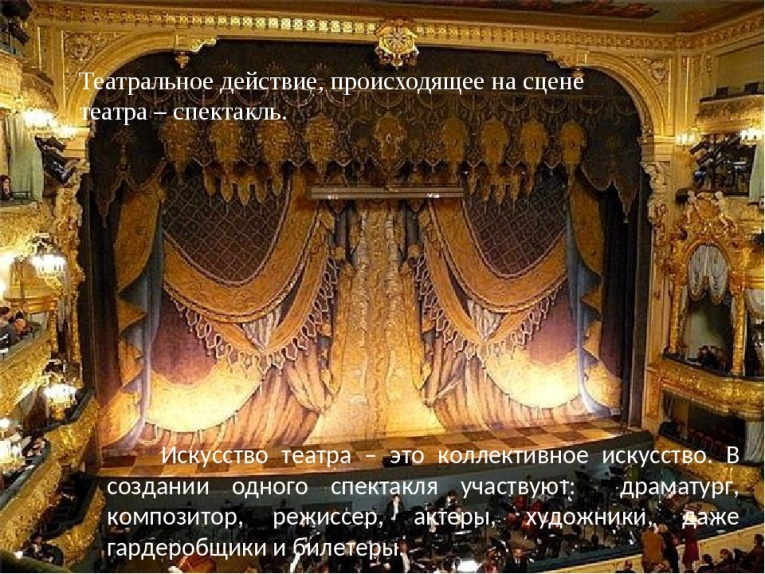 Театральное действие, происходящее на сцене
театра – спектакль.
Искусство театра – это коллективное искусство. В
создании одного спектакля участвуют: драматург,
композитор, режиссер, актеры, художники, даже
гардеробщики и билетеры.